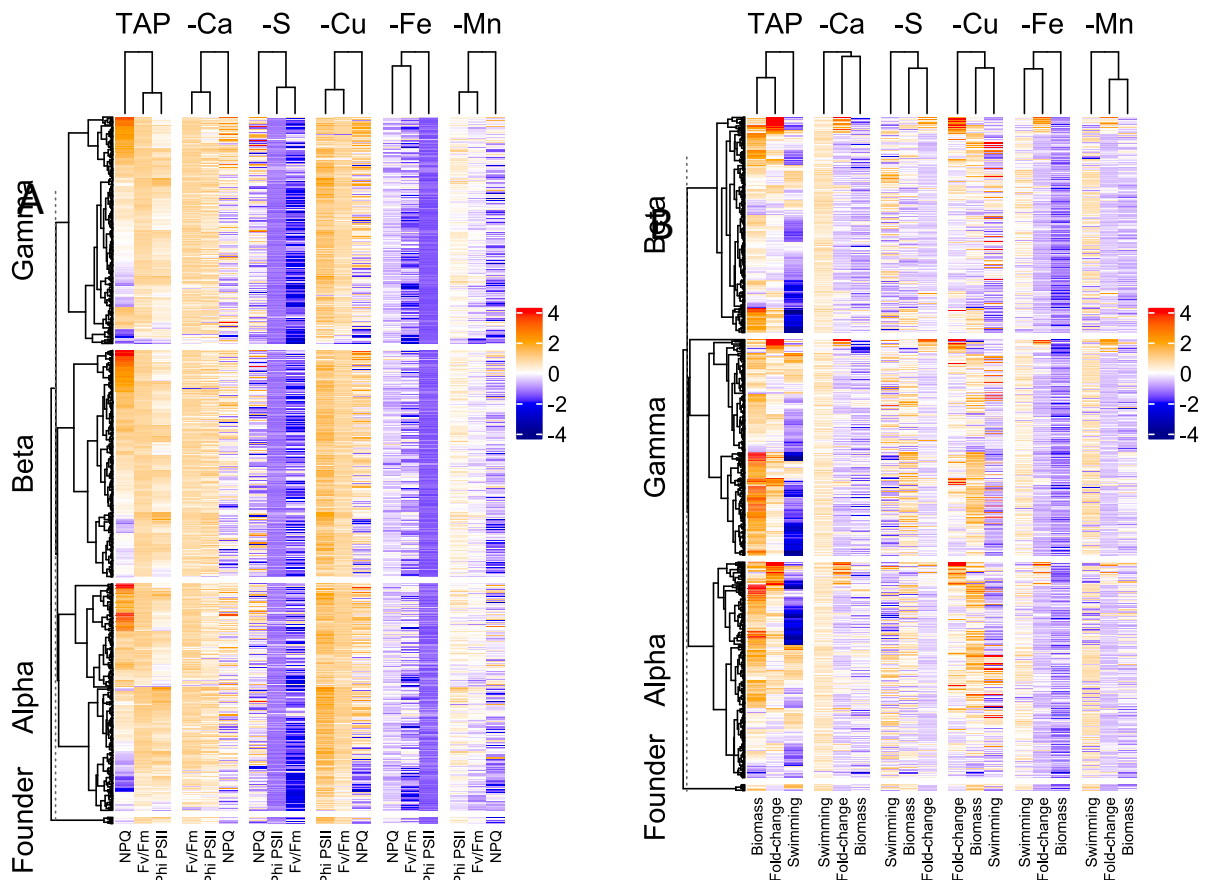 TAP -Ca -S -Cu -Fe -Mn
A
Gamma
Beta
Alpha
Founder
4
2
0
-2
-4
NPQ Fv/Fm Phi PSII Fv/Fm Phi PSII NPQ NPQ Phi PSII Fv/Fm Phi PSII Fv/Fm NPQ NPQ Fv/Fm Phi PSII Phi PSII Fv/Fm NPQ
TAP -Ca -S -Cu -Fe -Mn
B
Beta
Gamma
Alpha
Founder
4
2
0
-2
-4
Biomass Fold-change Swimming Swimming Fold-change Biomass Swimming Biomass Fold-change Fold-change Biomass Swimming Swimming Fold-change Biomass Swimming Fold-change Biomass